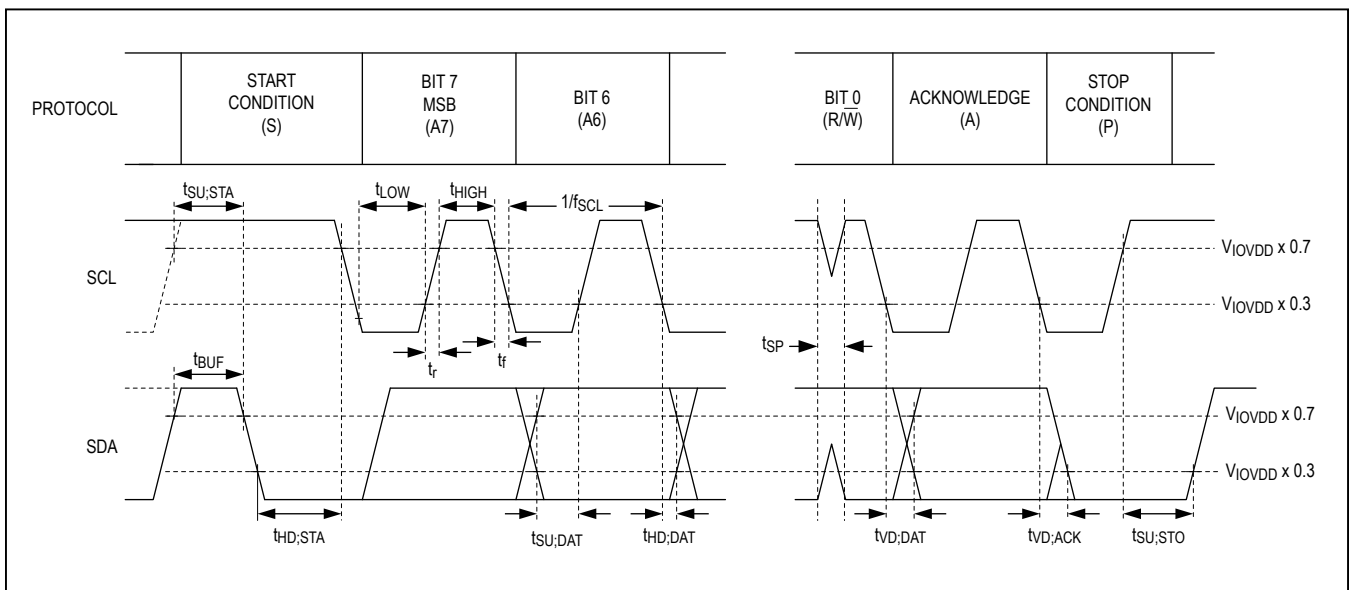 PROTOCOL
START
CONDITION
(S)
BIT 7
MSB
(A7)
BIT 6
(A6)
BIT 0
(R/W̅)
ACKNOWLEDGE
(A)
STOP
CONDITION
(P)
tSU;STA
tLOW
tHIGH
1/fSCL
SCL
VIOVDD x 0.7
VIOVDD x 0.3
tr
tf
tSP
tBUF
SDA
VIOVDD x 0.7
VIOVDD x 0.3
tHD;STA
tSU;DAT
tHD;DAT
tVD;DAT
tVD;ACK
tSU;STO